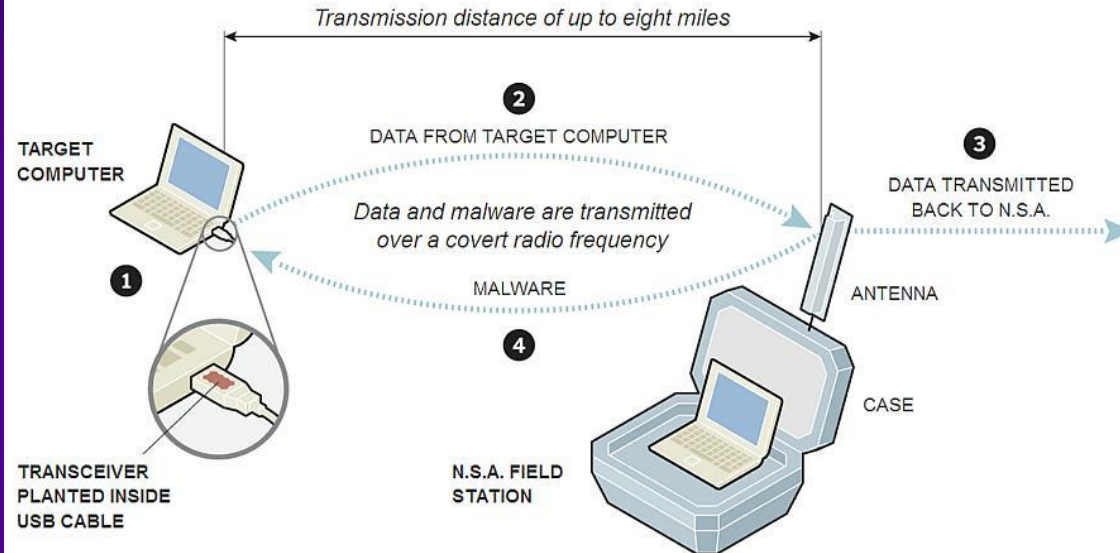 Transmission distance of up to eight miles
2
DATA FROM TARGET COMPUTER
TARGET
COMPUTER
3
DATA TRANSMITTED
BACK TO N.S.A.
Data and malware are transmitted
over a covert radio frequency
1
MALWARE
ANTENNA
4
CASE
TRANSCEIVER
PLANTED INSIDE
USB CABLE
N.S.A. FIELD
STATION